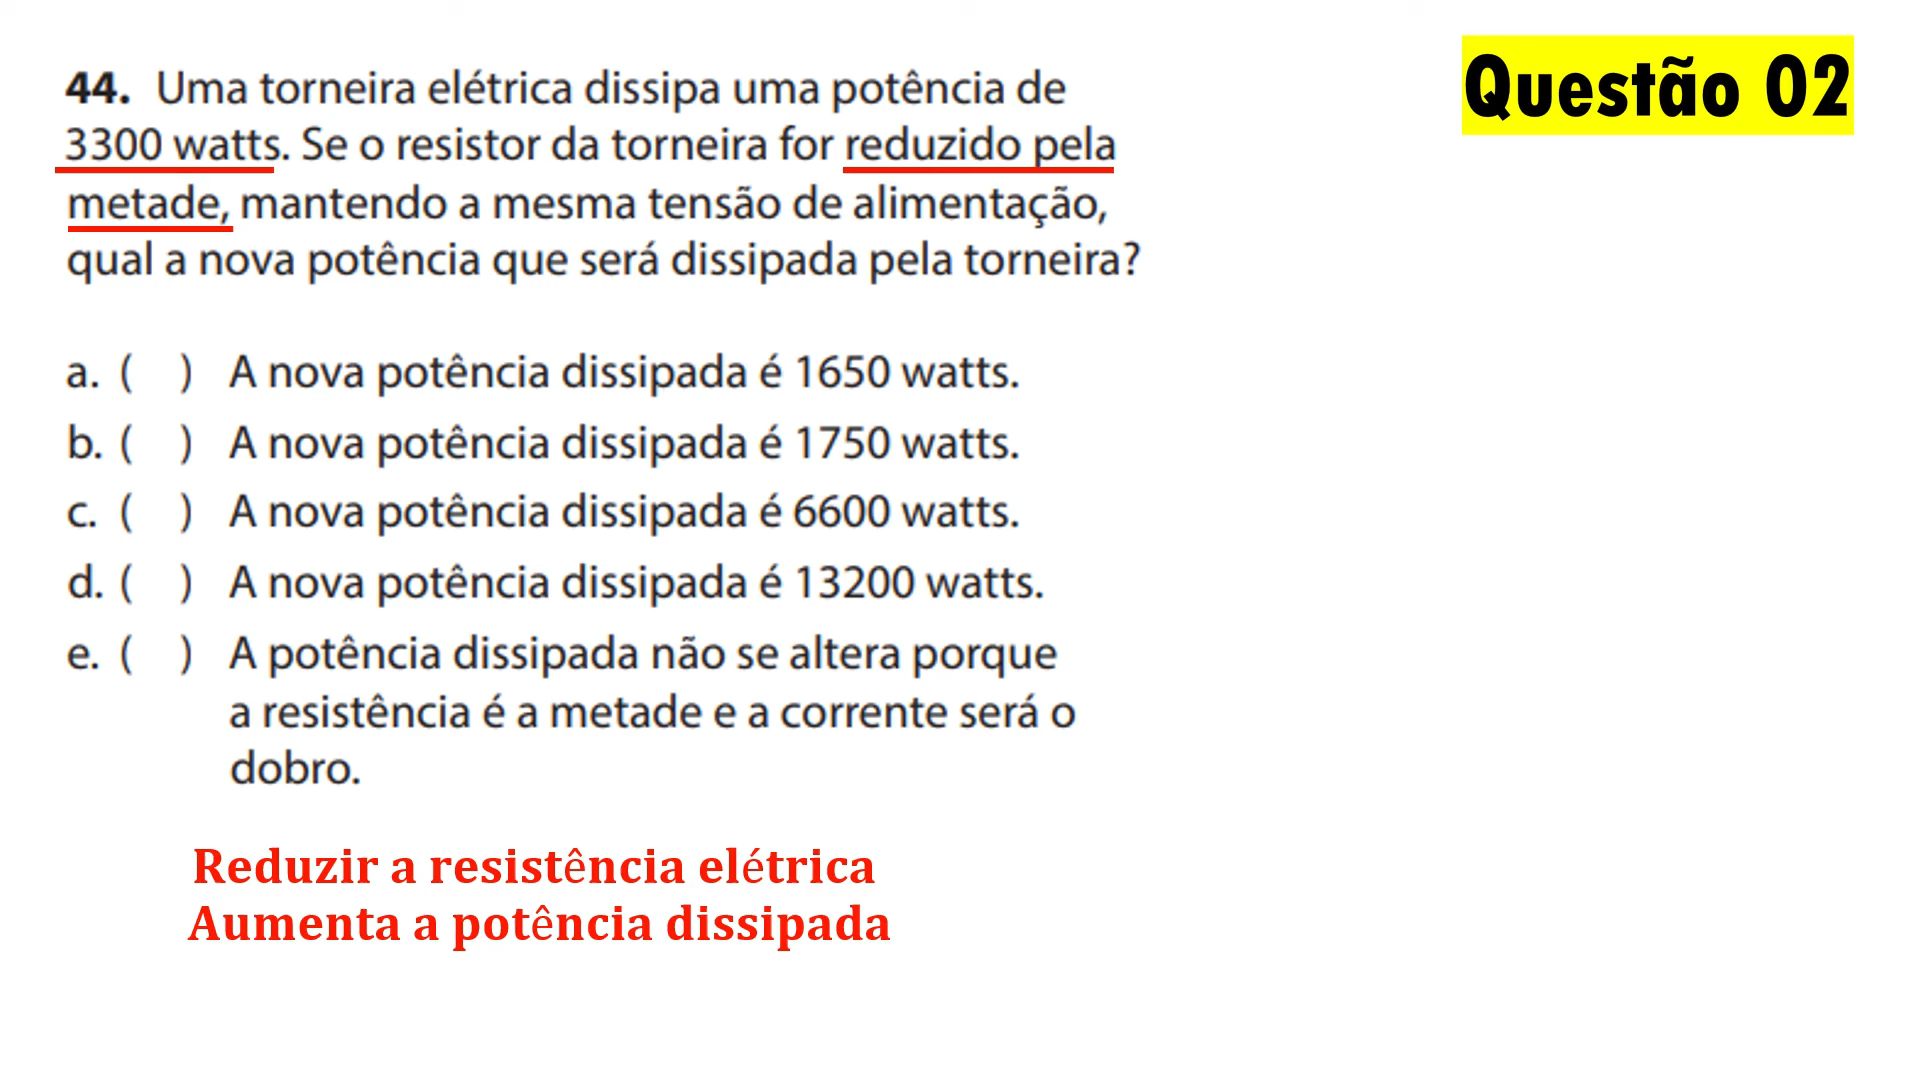 Questão 02
44. Uma torneira elétrica dissipa uma potência de
3300 watts. Se o resistor da torneira for reduzido pela
metade, mantendo a mesma tensão de alimentação,
qual a nova potência que será dissipada pela torneira?
a. ( ) A nova potência dissipada é 1650 watts.
b. ( ) A nova potência dissipada é 1750 watts.
c. ( ) A nova potência dissipada é 6600 watts.
d. ( ) A nova potência dissipada é 13200 watts.
e. ( ) A potência dissipada não se altera porque
a resistência é a metade e a corrente será o
dobro.
Reduzir a resistência elétrica
Aumenta a potência dissipada